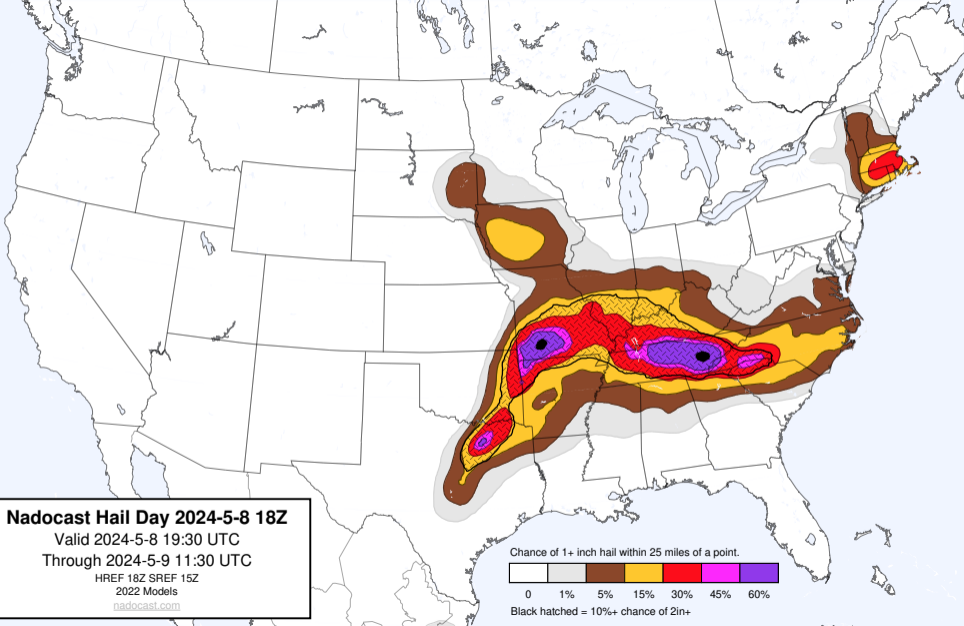 Nadocast Hail Day 2024-5-8 18Z
Valid 2024-5-8 19:30 UTC
Through 2024-5-9 11:30 UTC
HREF 18Z SREF 15Z
2022 Models
nadocast.com
Chance of 1+ inch hail within 25 miles of a point.
0 1% 5% 15% 30% 45% 60%
Black hatched = 10%+ chance of 2in+